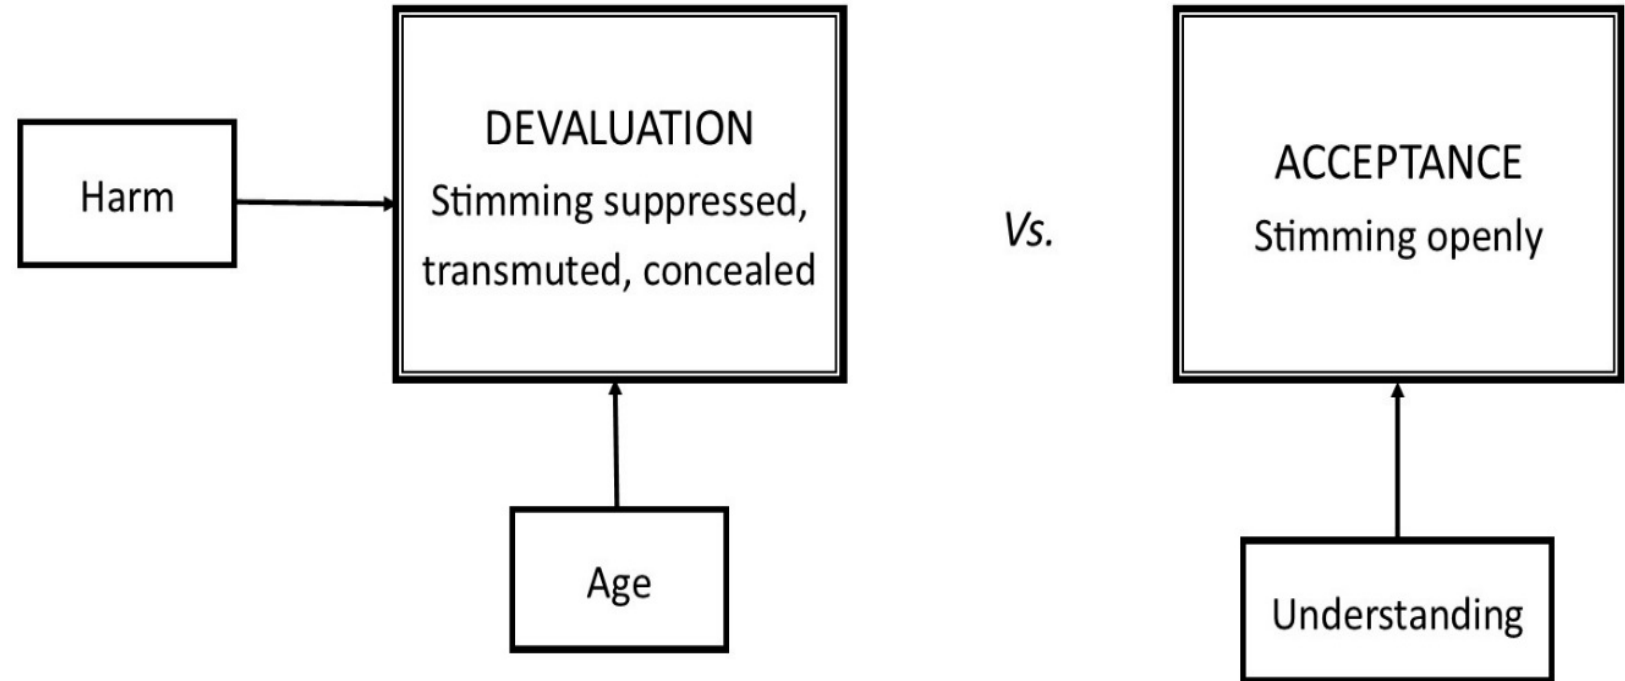 Harm
DEVALUATION
Stimming suppressed,
transmuted, concealed
Vs.
ACCEPTANCE
Stimming openly
Age
Understanding